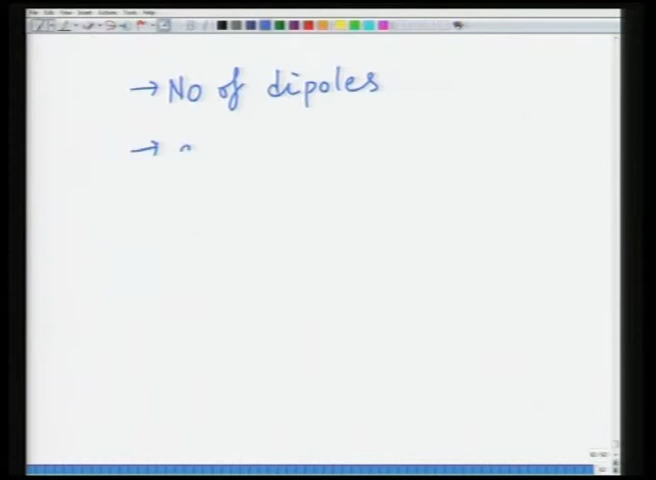 → No of dipoles
→